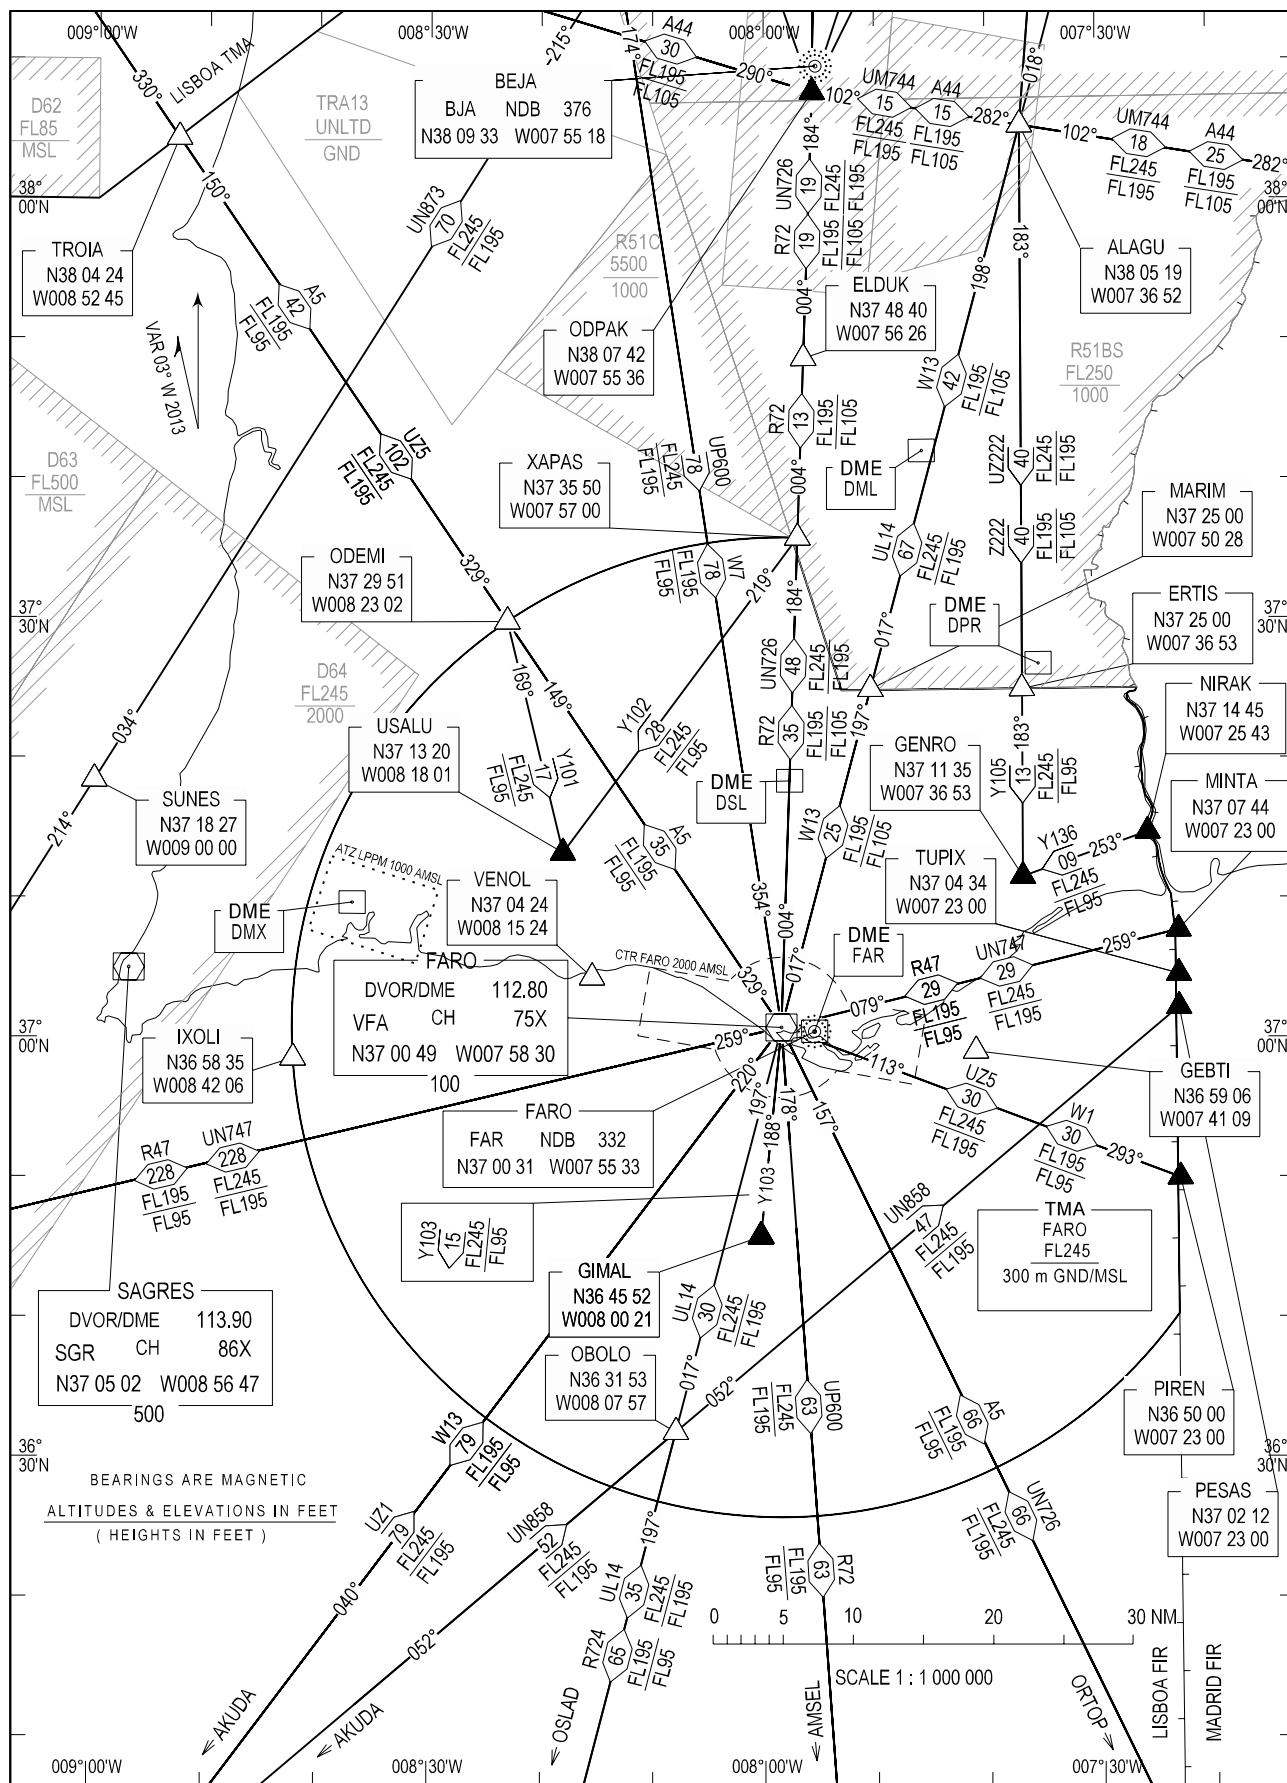 009°00'W
008°30'W
008°00'W
007°30'W
330°
LISBOA TMA
-215°
174°
A44
30
FL195
FL105
290°
102°
UM744
15
FL245
FL195
A44
15
FL195
FL105
282°
018°
102°
UM744
18
FL245
FL195
A44
25
FL195
FL105
282°
D62
FL85
MSL
TRA13
UNLTD
GND
BEJA
BJA NDB 376
N38 09 33 W007 55 18
38°
00'N
38°
00'N
150°
UN873
70
FL245
FL195
184°
UN726
19
FL245
FL195
R72
19
FL195
FL105
004°
183°
198°
TROIA
N38 04 24
W008 52 45
R51C
5500
1000
ALAGU
N38 05 19
W007 36 52
ELDUK
N37 48 40
W007 56 26
VAR 03° W 2013
A5
42
FL195
FL95
ODPAK
N38 07 42
W007 55 36
R51BS
FL250
1000
W13
42
FL195
FL105
R72
13
FL195
FL105
004°
UZ5
102
FL245
FL195
D63
FL500
MSL
XAPAS
N37 35 50
W007 57 00
UP600
78
FL245
FL195
DME
DML
UZ222
40
FL245
FL195
Z222
40
FL195
FL105
MARIM
N37 25 00
W007 50 28
UL14
67
FL245
FL195
ODEMI
N37 29 51
W008 23 02
329°
W7
78
FL195
FL95
219°
184°
017°
DME
DPR
ERTIS
N37 25 00
W007 36 53
37°
30'N
37°
30'N
D64
FL245
2000
169°
149°
UN726
48
FL245
FL195
R72
35
FL195
FL105
197°
183°
NIRAK
N37 14 45
W007 25 43
034°
USALU
N37 13 20
W008 18 01
Y102
28
FL245
FL95
Y101
17
FL245
FL95
GENRO
N37 11 35
W007 36 53
Y105
13
FL245
FL95
MINTA
N37 07 44
W007 23 00
SUNES
N37 18 27
W009 00 00
214°
DME
DSL
A5
35
FL195
FL95
W13
25
FL195
FL105
Y136
09
253°
FL245
FL95
TUPIX
N37 04 34
W007 23 00
ATZ LPPM 1000 AMSL
DME
DMX
VENOL
N37 04 24
W008 15 24
354°
004°
017°
329°
DME
FAR
CTR FARO 2000 AMSL
R47
29
FL195
FL95
UN747
29
FL245
FL195
259°
079°
FARO
DVOR/DME 112.80
VFA CH 75X
N37 00 49 W007 58 30
100
37°
00'N
37°
00'N
IXOLI
N36 58 35
W008 42 06
259°
220°
197°
188°
178°
157°
113°
GEBTI
N36 59 06
W007 41 09
FARO
FAR NDB 332
N37 00 31 W007 55 33
UZ5
30
FL245
FL195
W1
30
FL195
FL95
293°
R47
228
FL195
FL95
UN747
228
FL245
FL195
Y103
UN858
47
FL245
FL195
TMA
FARO
FL245
300 m GND/MSL
Y103
15
FL245
FL95
GIMAL
N36 45 52
W008 00 21
SAGRES
DVOR/DME 113.90
SGR CH 86X
N37 05 02 W008 56 47
500
UL14
30
FL245
FL195
OBOLO
N36 31 53
W008 07 57
017°
052°
UP600
63
FL245
FL195
A5
66
FL195
FL95
PIREN
N36 50 00
W007 23 00
W13
79
FL195
FL95
36°
30'N
36°
30'N
BEARINGS ARE MAGNETIC
ALTITUDES & ELEVATIONS IN FEET
( HEIGHTS IN FEET )
UZ1
79
FL245
FL195
UN858
52
FL245
FL195
197°
UN726
66
FL245
FL195
PESAS
N37 02 12
W007 23 00
R72
63
FL195
FL95
040°
UL14
35
FL245
FL195
R724
65
FL195
FL95
052°
0 5 10 20 30 NM
SCALE 1 : 1 000 000
AKUDA
AKUDA
OSLAD
AMSEL
ORTOP
LISBOA FIR
MADRID FIR
009°00'W
008°30'W
008°00'W
007°30'W